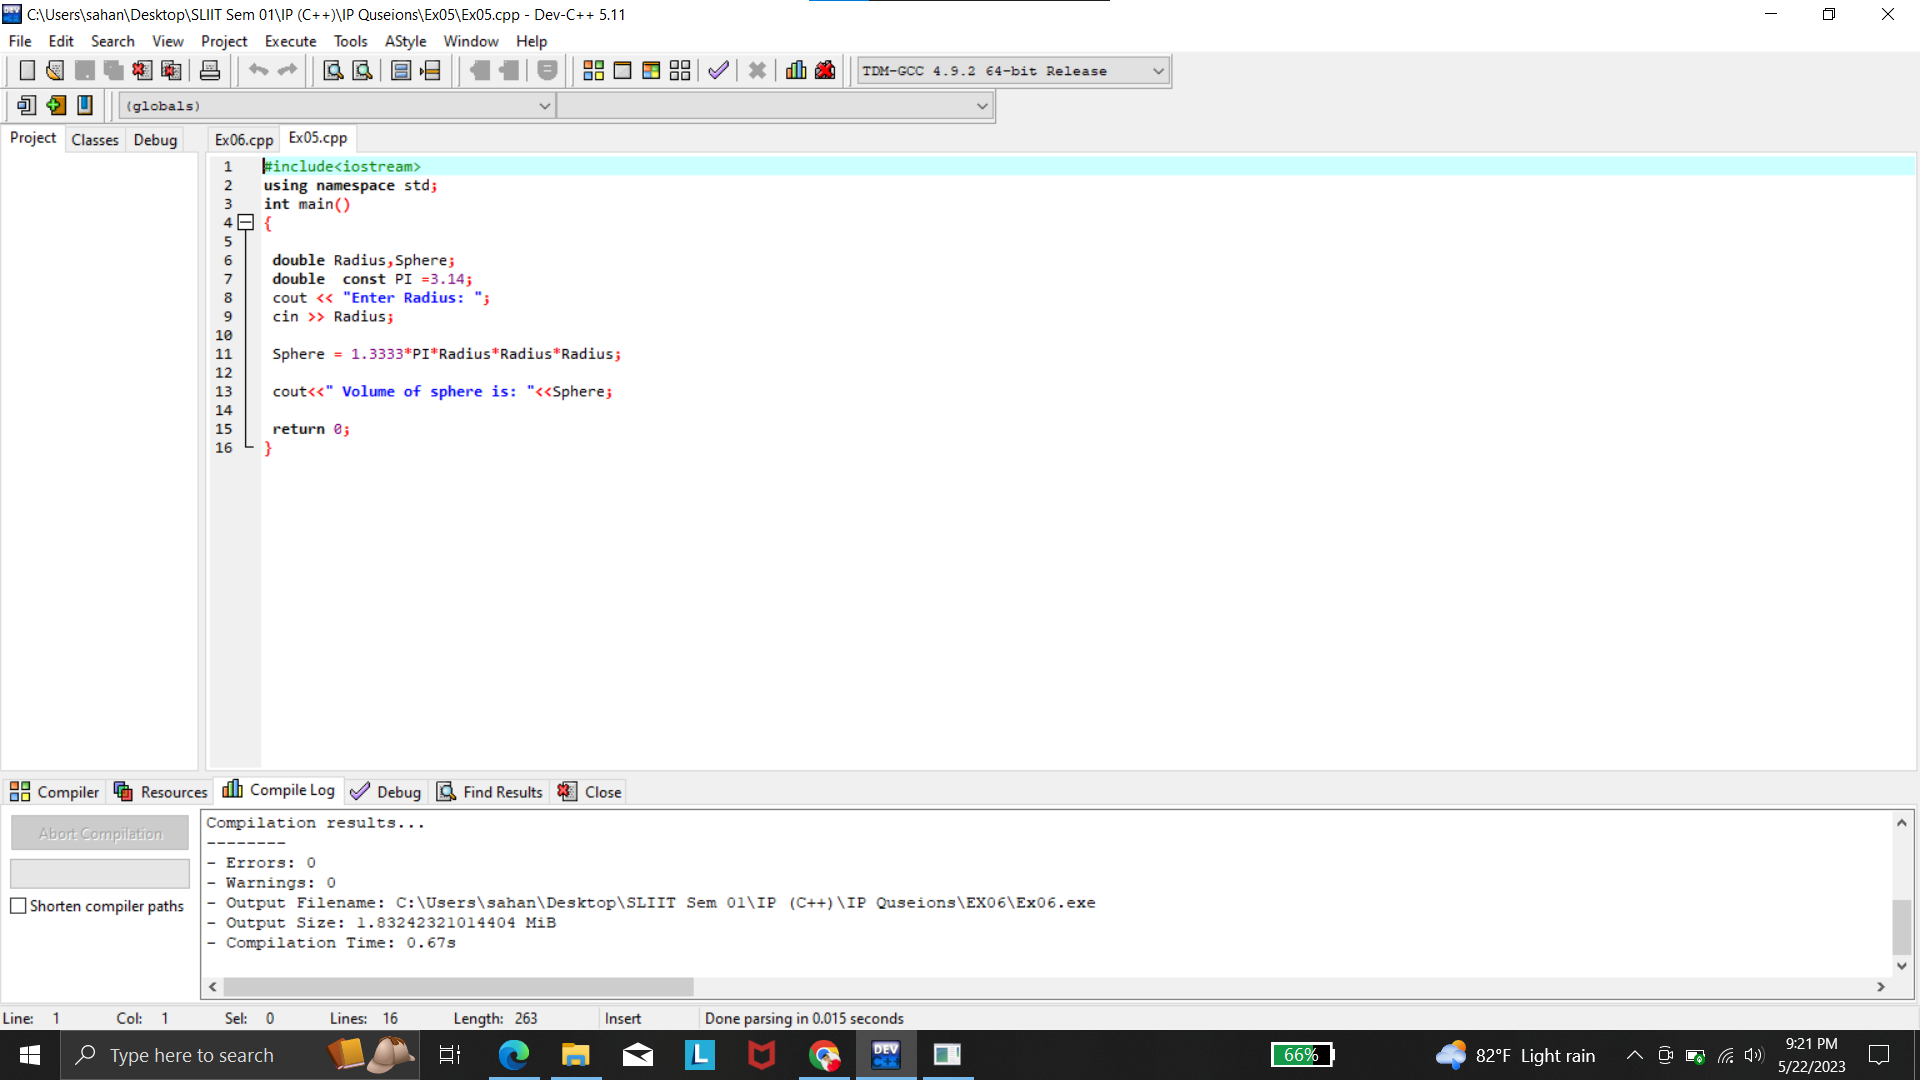 C:\Users\sahan\Desktop\SLIIT Sem 01\IP (C++)\IP Quseions\Ex05\Ex05.cpp - Dev-C++ 5.11
File Edit Search View Project Execute Tools AStyle Window Help
TDM-GCC 4.9.2 64-bit Release
(globals)
Project Classes Debug Ex06.cpp Ex05.cpp
1 #include<iostream>
2 using namespace std;
3 int main()
4 {
5
6 double Radius,Sphere;
7 double  const PI =3.14;
8 cout << "Enter Radius: ";
9 cin >> Radius;
10
11 Sphere = 1.3333*PI*Radius*Radius*Radius;
12
13 cout<<" Volume of sphere is: "<<Sphere;
14
15 return 0;
16 }
Compiler Resources Compile Log Debug Find Results Close
Abort Compilation
Shorten compiler paths
Compilation results...
--------
- Errors: 0
- Warnings: 0
- Output Filename: C:\Users\sahan\Desktop\SLIIT Sem 01\IP (C++)\IP Quseions\EX06\Ex06.exe
- Output Size: 1.83242321014404 MiB
- Compilation Time: 0.67s
Line: 1 Col: 1 Sel: 0 Lines: 16 Length: 263 Insert Done parsing in 0.015 seconds
Type here to search
L
DEV C++
66%
82°F Light rain
9:21 PM
5/22/2023